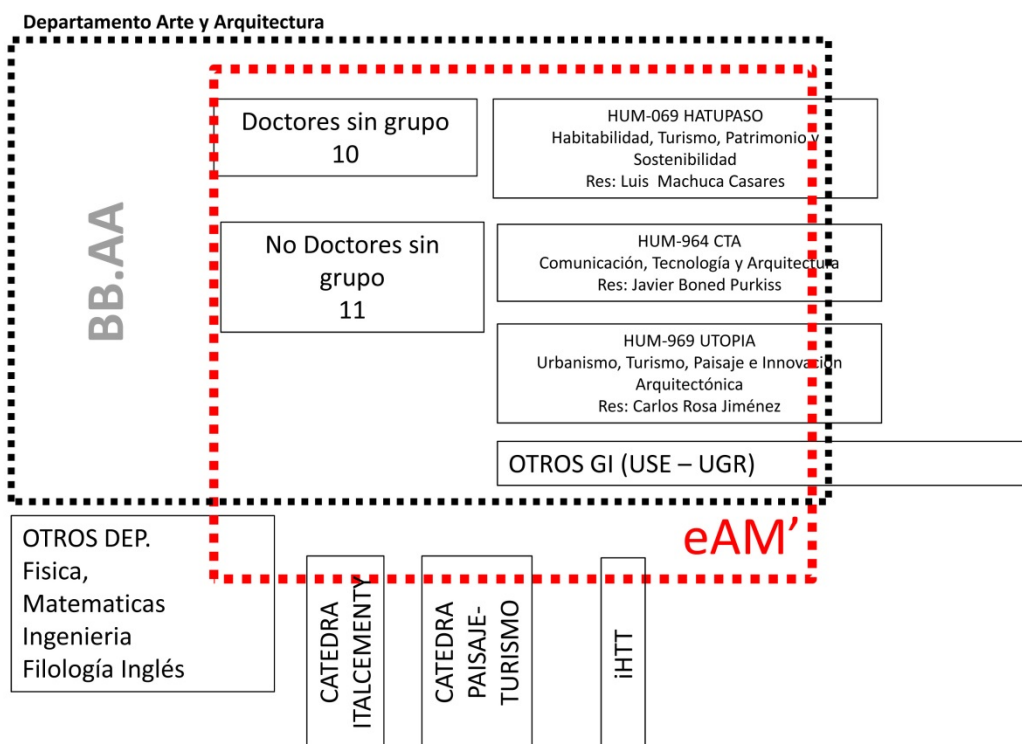 Departamento Arte y Arquitectura
BB.AA
Doctores sin grupo
10
No Doctores sin
grupo
11
HUM-069 HATUPASO
Habitabilidad, Turismo, Patrimonio y
Sostenibilidad
Res: Luis Machuca Casares
HUM-964 CTA
Comunicación, Tecnología y Arquitectura
Res: Javier Boned Purkiss
HUM-969 UTOPIA
Urbanismo, Turismo, Paisaje e Innovación
Arquitectónica
Res: Carlos Rosa Jiménez
OTROS GI (USE – UGR)
eAM’
OTROS DEP.
Fisica,
Matematicas
Ingenieria
Filología Inglés
CATEDRA
ITALCEMENTY
CATEDRA
PAISAJE-
TURISMO
iHTT